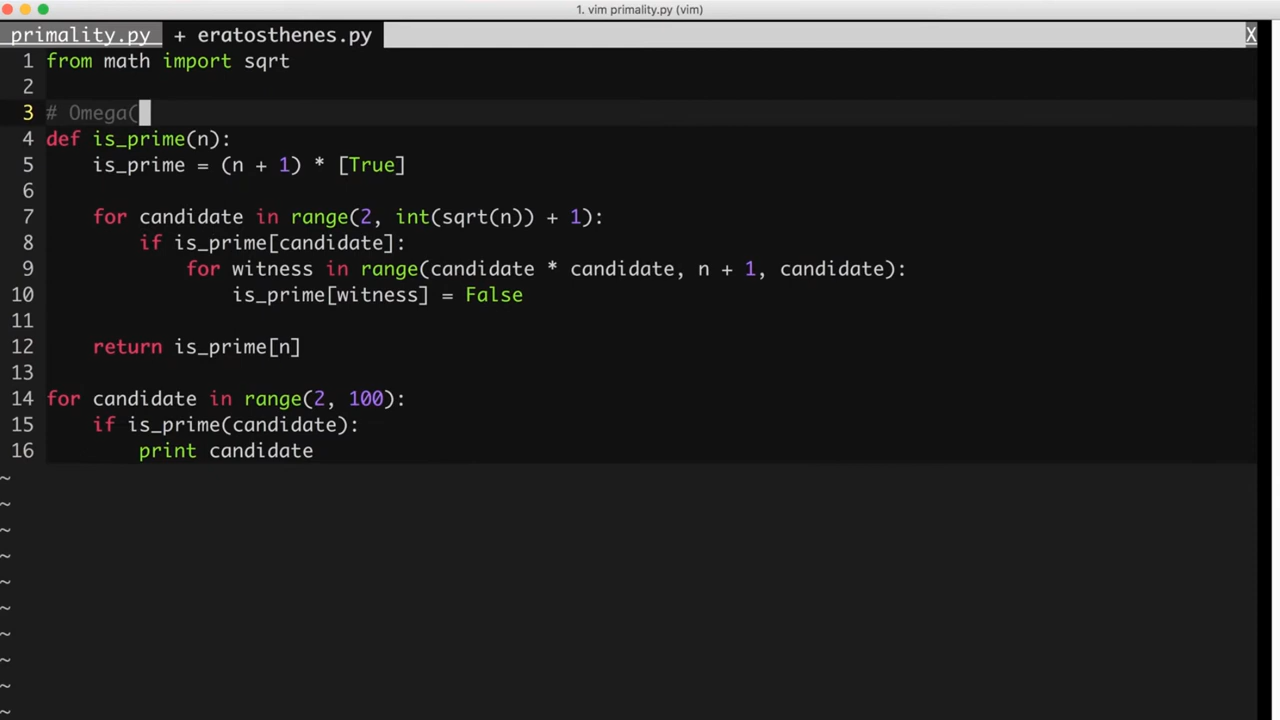 1. vim primality.py (vim)
primality.py + eratosthenes.py X
1 from math import sqrt
2
3 # Omega(
4 def is_prime(n):
5     is_prime = (n + 1) * [True]
6
7     for candidate in range(2, int(sqrt(n)) + 1):
8         if is_prime[candidate]:
9             for witness in range(candidate * candidate, n + 1, candidate):
10                 is_prime[witness] = False
11
12     return is_prime[n]
13
14 for candidate in range(2, 100):
15     if is_prime(candidate):
16         print candidate
~
~
~
~
~
~
~
~
~
~